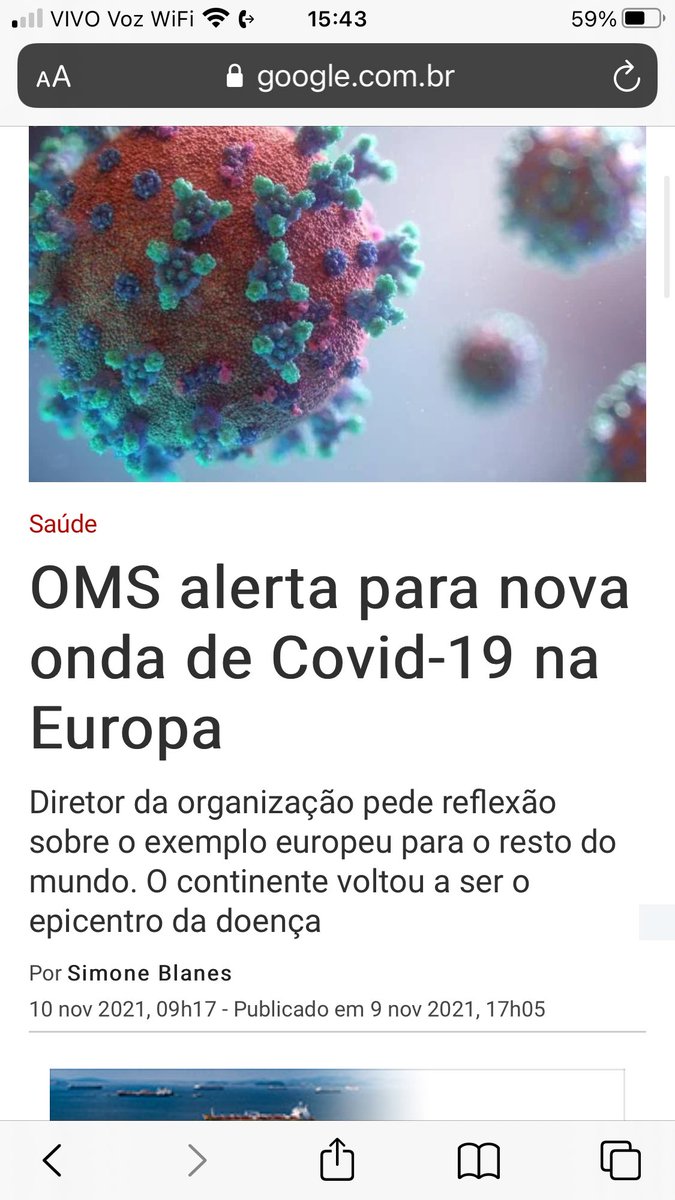 VIVO Voz WiFi 15:43 59%
AA google.com.br
Saúde
OMS alerta para nova
onda de Covid-19 na
Europa
Diretor da organização pede reflexão
sobre o exemplo europeu para o resto do
mundo. O continente voltou a ser o
epicentro da doença
Por Simone Blanes
10 nov 2021, 09h17 - Publicado em 9 nov 2021, 17h05